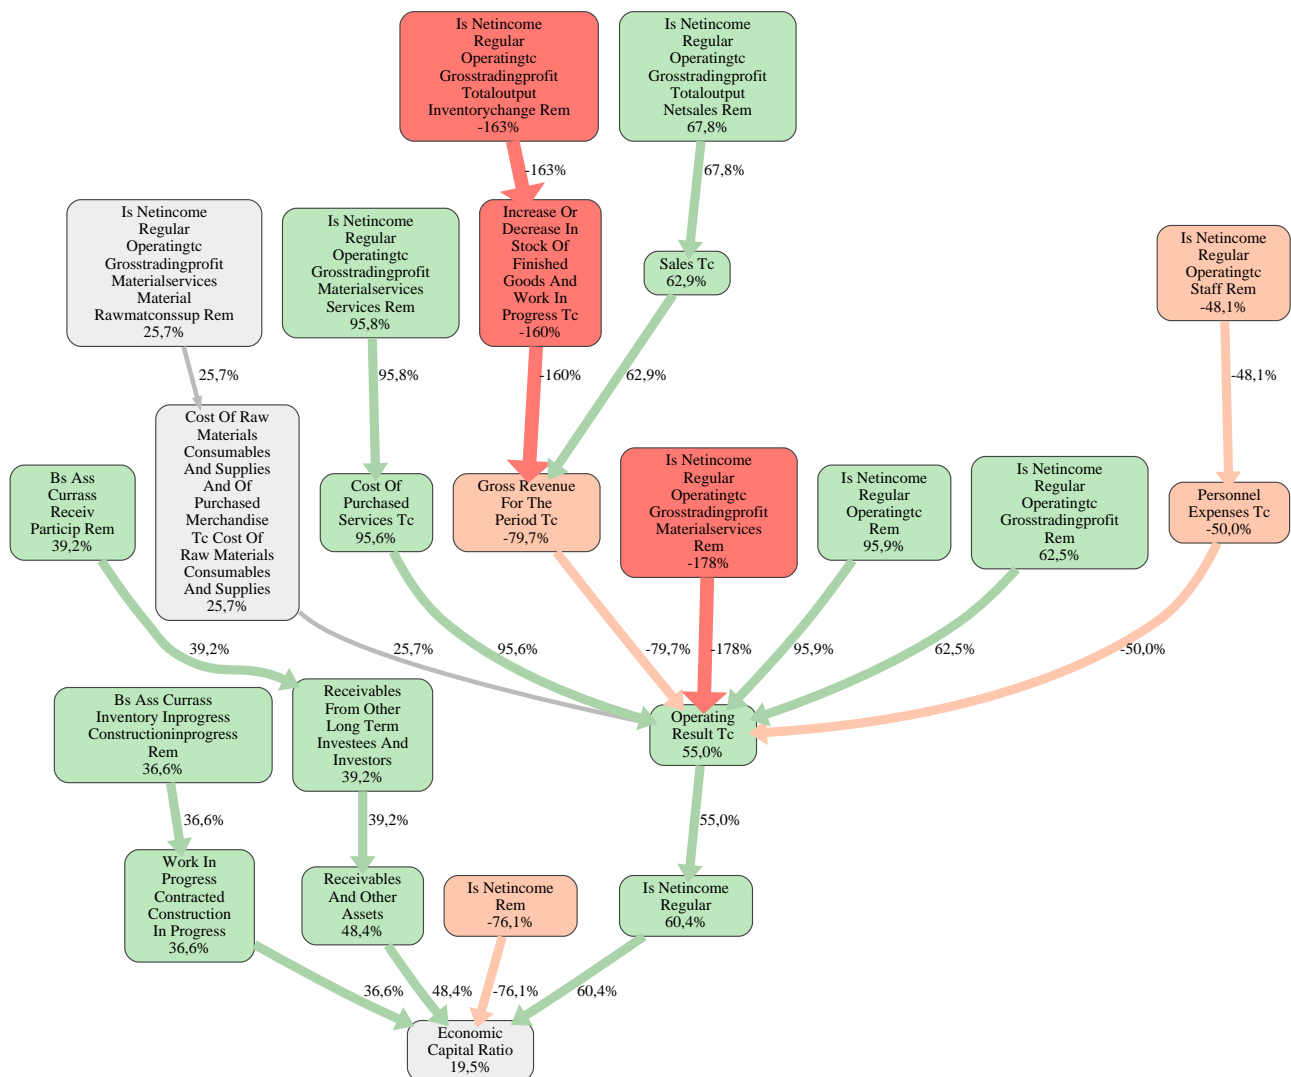 Is Netincome
Regular
Operatingtc
Grosstradingprofit
Totaloutput
Inventorychange Rem
-163%
Is Netincome
Regular
Operatingtc
Grosstradingprofit
Totaloutput
Netsales Rem
67,8%
-163%
67,8%
Is Netincome
Regular
Operatingtc
Grosstradingprofit
Materialservices
Material
Rawmatconssup Rem
25,7%
Is Netincome
Regular
Operatingtc
Grosstradingprofit
Materialservices
Services Rem
95,8%
Increase Or
Decrease In
Stock Of
Finished
Goods And
Work In
Progress Tc
-160%
Sales Tc
62,9%
Is Netincome
Regular
Operatingtc
Staff Rem
-48,1%
25,7%
95,8%
-160%
62,9%
-48,1%
Bs Ass
Currass
Receiv
Particip Rem
39,2%
Cost Of Raw
Materials
Consumables
And Supplies
And Of
Purchased
Merchandise
Tc Cost Of
Raw Materials
Consumables
And Supplies
25,7%
Cost Of
Purchased
Services Tc
95,6%
Gross Revenue
For The
Period Tc
-79,7%
Is Netincome
Regular
Operatingtc
Grosstradingprofit
Materialservices
Rem
-178%
Is Netincome
Regular
Operatingtc
Rem
95,9%
Is Netincome
Regular
Operatingtc
Grosstradingprofit
Rem
62,5%
Personnel
Expenses Tc
-50,0%
39,2%
25,7%
95,6%
-79,7%
-178%
95,9%
62,5%
-50,0%
Bs Ass Currass
Inventory Inprogress
Constructioninprogress
Rem
36,6%
Receivables
From Other
Long Term
Investees And
Investors
39,2%
Operating
Result Tc
55,0%
36,6%
39,2%
55,0%
Work In
Progress
Contracted
Construction
In Progress
36,6%
Receivables
And Other
Assets
48,4%
Is Netincome
Rem
-76,1%
Is Netincome
Regular
60,4%
36,6%
48,4%
-76,1%
60,4%
Economic
Capital Ratio
19,5%